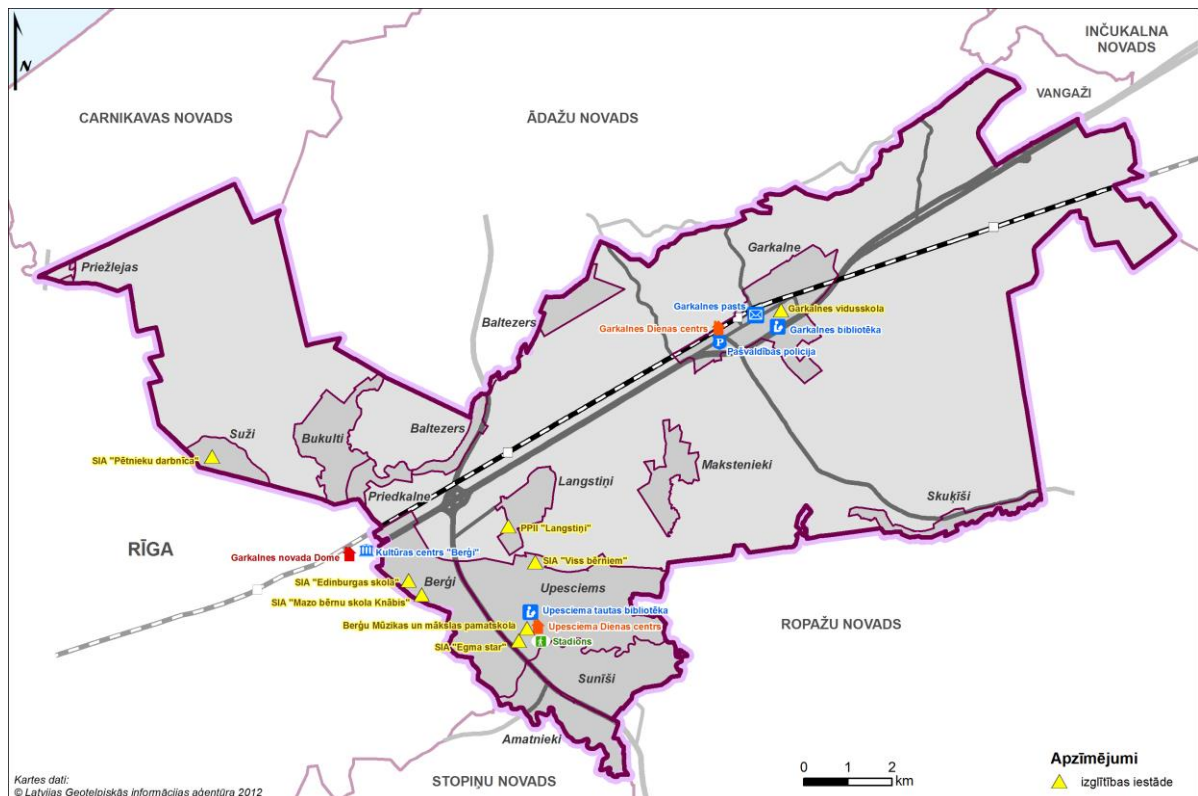 INČUKALNA
NOVADS
VANGAŽI
N
CARNIKAVAS NOVADS
ĀDAŽU NOVADS
Garkalne
Priežlejas
Garkalnes pasts
Garkalnes vidusskola
Baltezers
Garkalnes Dienas centrs
Garkalnes bibliotēka
P
Pašvaldības policija
Suži
Bukulti
Baltezers
SIA "Pētnieku darbnīca"
Makstenieki
Langstiņi
Priedkalne
Skuķīši
PPII "Langstiņi"
RĪGA
Garkalnes novada Dome
Kultūras centrs "Berģi"
SIA "Viss bērniem"
SIA "Edinburgas skola"
Berģi
Upesciems
SIA "Mazo bērnu skola Knābis"
Upesciema tautas bibliotēka
Berģu Mūzikas un mākslas pamatskola
Upesciema Dienas centrs
ROPAŽU NOVADS
SIA "Egma star"
Stadions
Sunīši
Amatnieki
STOPIŅU NOVADS
0 1 2
km
Apzīmējumi
izglītības iestāde
Kartes dati:
© Latvijas Ģeotelpiskās informācijas aģentūra 2012